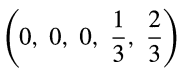 (0, 0, 0, 1/3, 2/3)